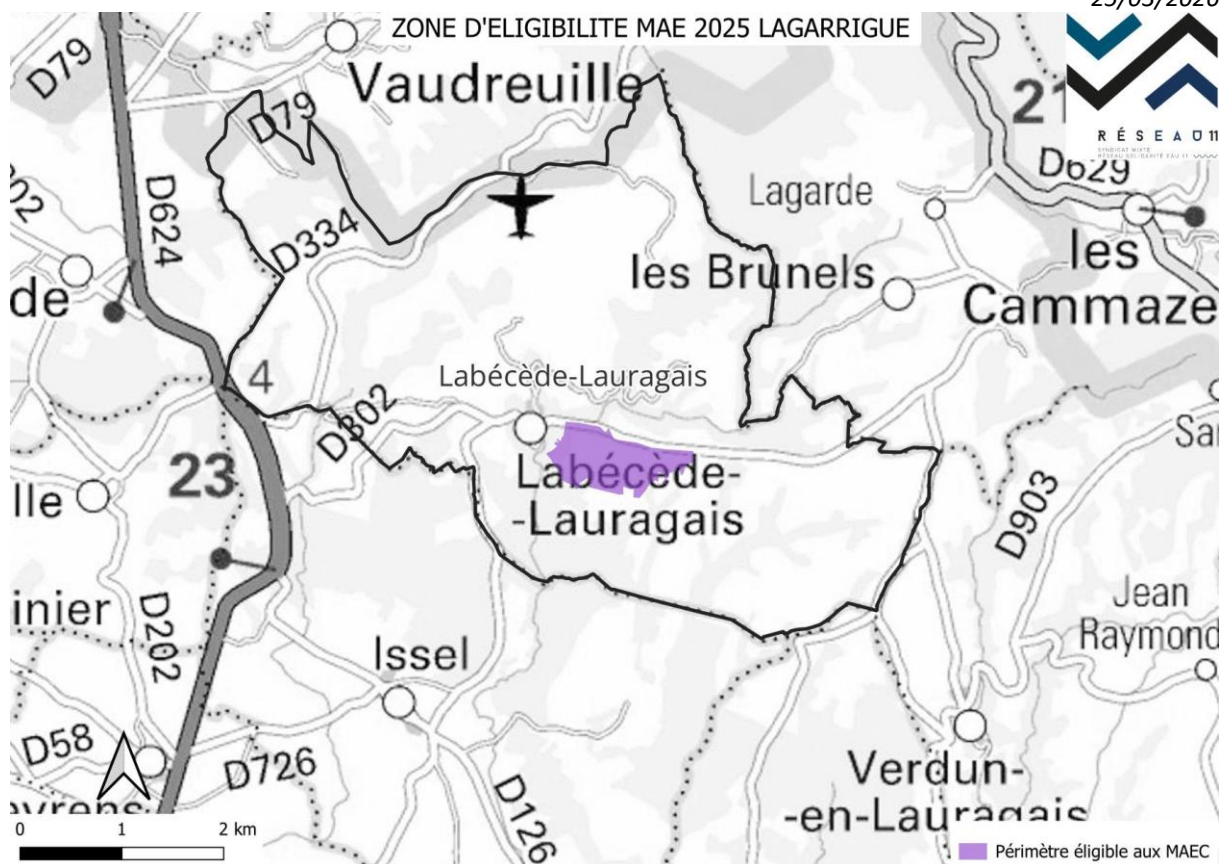 ZONE D'ELIGIBILITE MAE 2025 LAGARRIGUE
RÉSEAU11
D79
D79
Vaudreuille
21
D629
D624
D334
Lagarde
les Brunels
les
Cammaze
de
4
Labécède-Lauragais
D302
23
Labécède-
-Lauragais
lle
D903
inier
D202
Issel
Jean
Raymond
D58
D726
D126
Verdun-
-en-Lauragais
0 1 2 km
Périmètre éligible aux MAEC